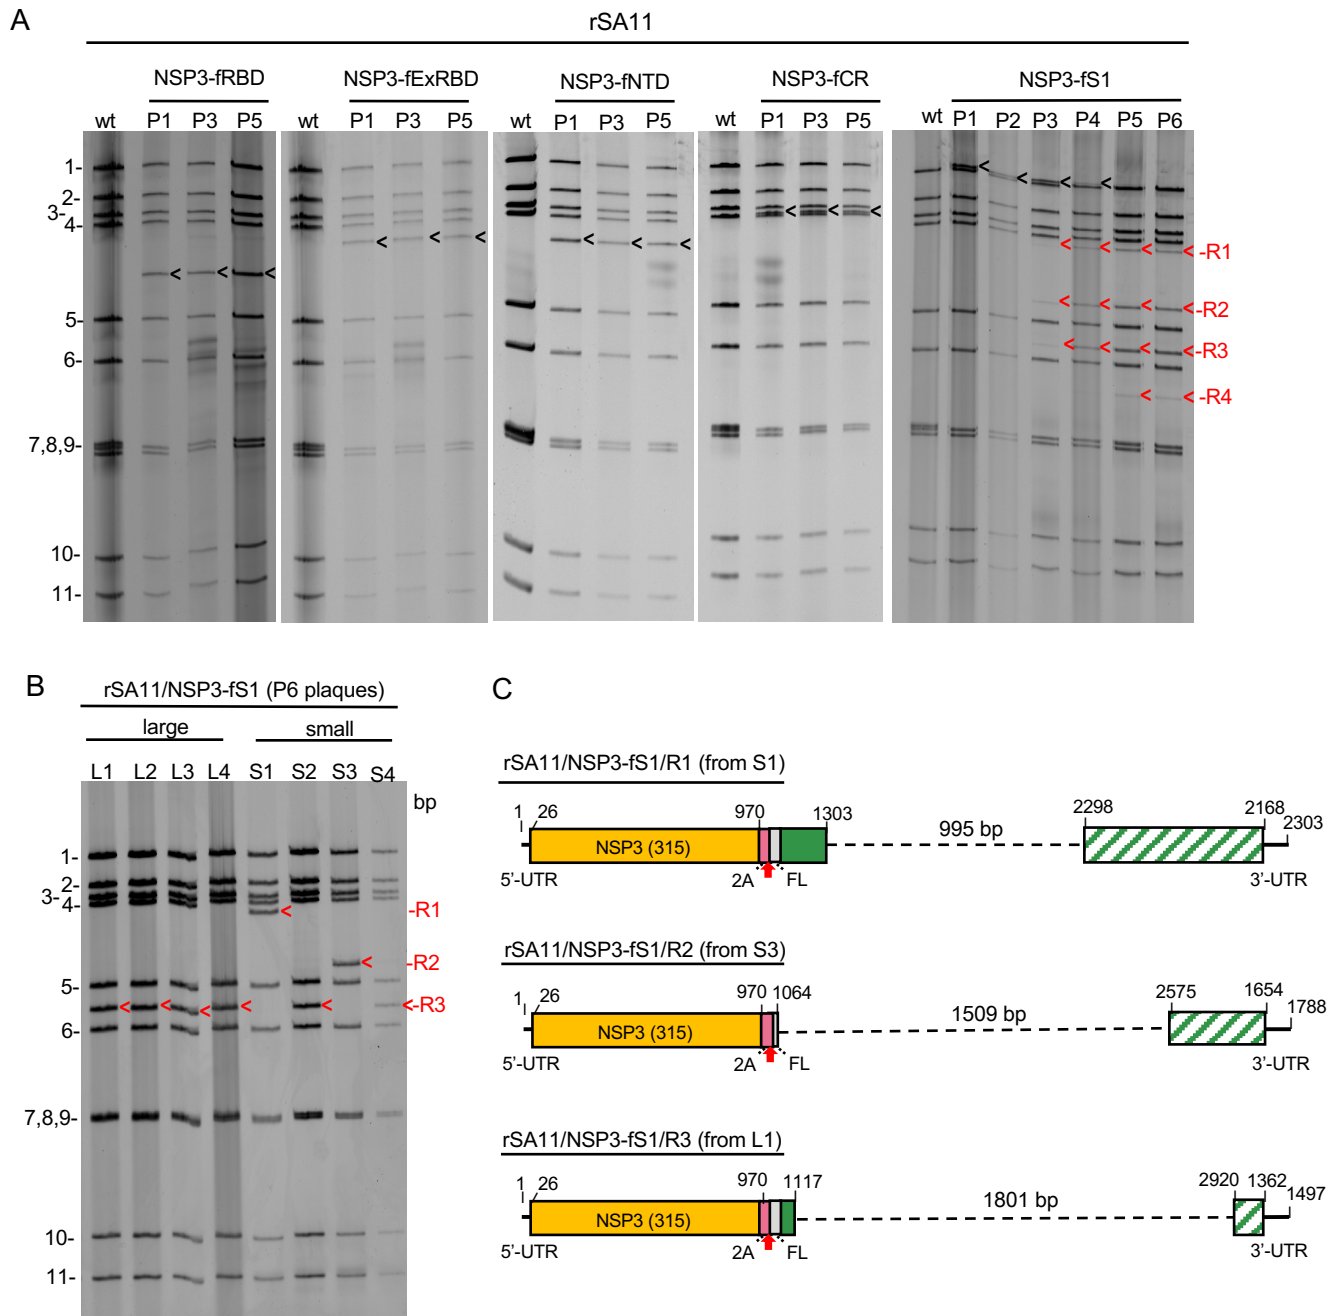 A
rSA11
NSP3-fRBD NSP3-fExRBD NSP3-fNTD NSP3-fCR NSP3-fS1
wt P1 P3 P5 wt P1 P3 P5 wt P1 P3 P5 wt P1 P3 P5 wt P1 P2 P3 P4 P5 P6
1-
2-
3-
4-
5-
6-
7,8,9-
10-
11-
-R1
-R2
-R3
-R4
B
rSA11/NSP3-fS1 (P6 plaques)
large small
L1 L2 L3 L4 S1 S2 S3 S4
bp
1-
2-
3-
4-
5-
6-
7,8,9-
10-
11-
-R1
-R2
-R3
C
rSA11/NSP3-fS1/R1 (from S1)
1 26 970 1303 995 bp 2298 2168 2303
NSP3 (315)
5'-UTR 2A FL 3'-UTR
rSA11/NSP3-fS1/R2 (from S3)
1 26 970 1064 1509 bp 2575 1654 1788
NSP3 (315)
5'-UTR 2A FL 3'-UTR
rSA11/NSP3-fS1/R3 (from L1)
1 26 970 1117 1801 bp 2920 1362 1497
NSP3 (315)
5'-UTR 2A FL 3'-UTR